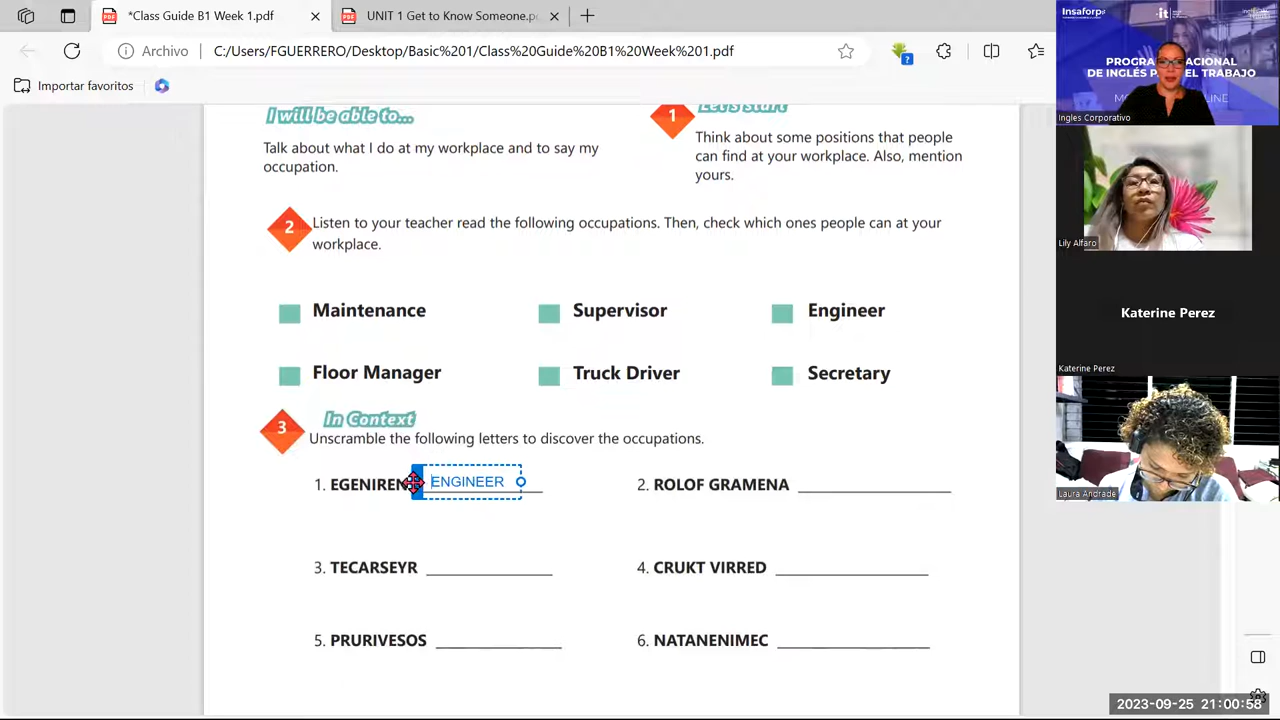 *Class Guide B1 Week 1.pdf
UNIT 1 Get to Know Someone.p
Archivo
C:/Users/FGUERRERO/Desktop/Basic%201/Class%20Guide%20B1%20Week%201.pdf
Importar favoritos
I will be able to...
Talk about what I do at my workplace and to say my
occupation.
1
Let's Start
Think about some positions that people
can find at your workplace. Also, mention
yours.
2
Listen to your teacher read the following occupations. Then, check which ones people can at your
workplace.
Maintenance
Supervisor
Engineer
Floor Manager
Truck Driver
Secretary
3
In Context
Unscramble the following letters to discover the occupations.
1. EGENIREN ENGINEER
2. ROLOF GRAMENA
3. TECARSEYR
4. CRUKT VIRRED
5. PRURIVESOS
6. NATANENIMEC
Insaforp
Ingles Corporativo
Lily Alfaro
Katerine Perez
Katerine Perez
Laura Andrade
2023-09-25 21:00:58